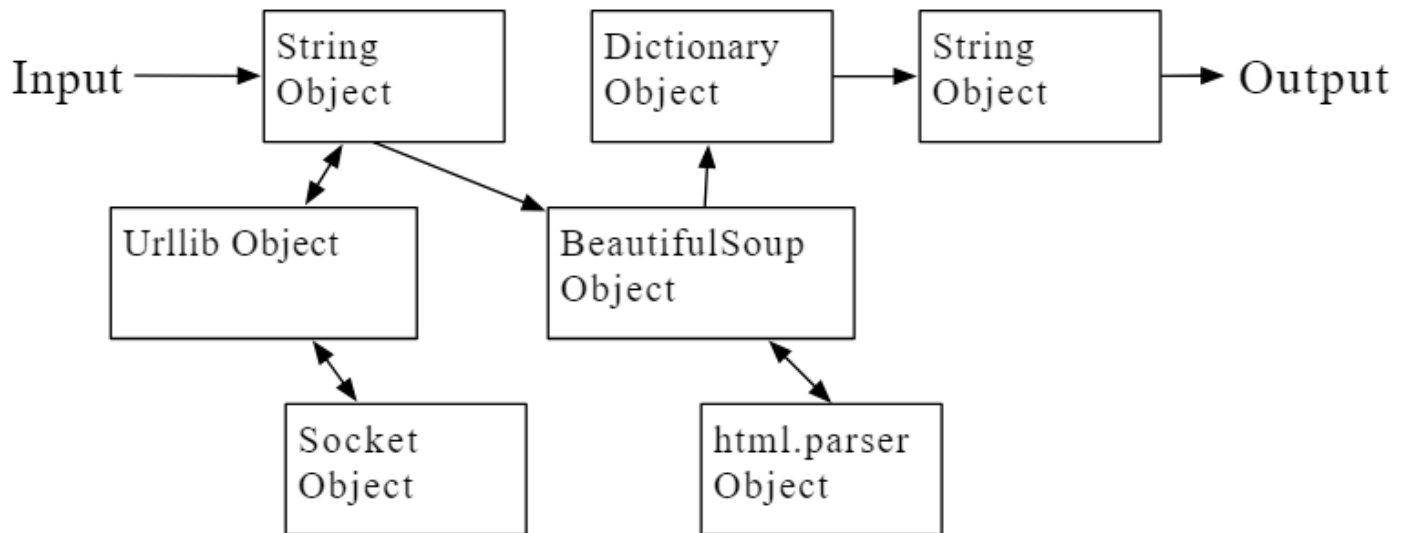 Input
String
Object
Dictionary
Object
String
Object
Output
Urllib Object
BeautifulSoup
Object
Socket
Object
html.parser
Object